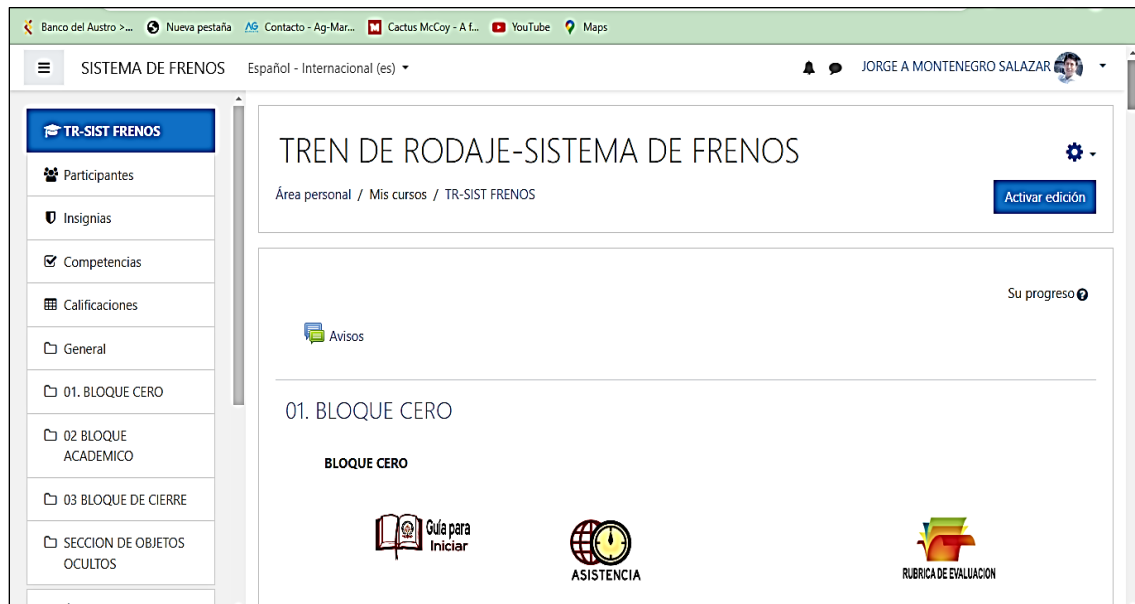 Banco del Austro >... Nueva pestaña Contacto - Ag-Mar... Cactus McCoy - A f... YouTube Maps
SISTEMA DE FRENOS Español - Internacional (es) JORGE A MONTENEGRO SALAZAR
TR-SIST FRENOS
Participantes
Insignias
Competencias
Calificaciones
General
01. BLOQUE CERO
02 BLOQUE
ACADEMICO
03 BLOQUE DE CIERRE
SECCION DE OBJETOS
OCULTOS
TREN DE RODAJE-SISTEMA DE FRENOS
Área personal / Mis cursos / TR-SIST FRENOS
Activar edición
Su progreso
Avisos
01. BLOQUE CERO
BLOQUE CERO
Guía para
Iniciar
ASISTENCIA
RUBRICA DE EVALUACION